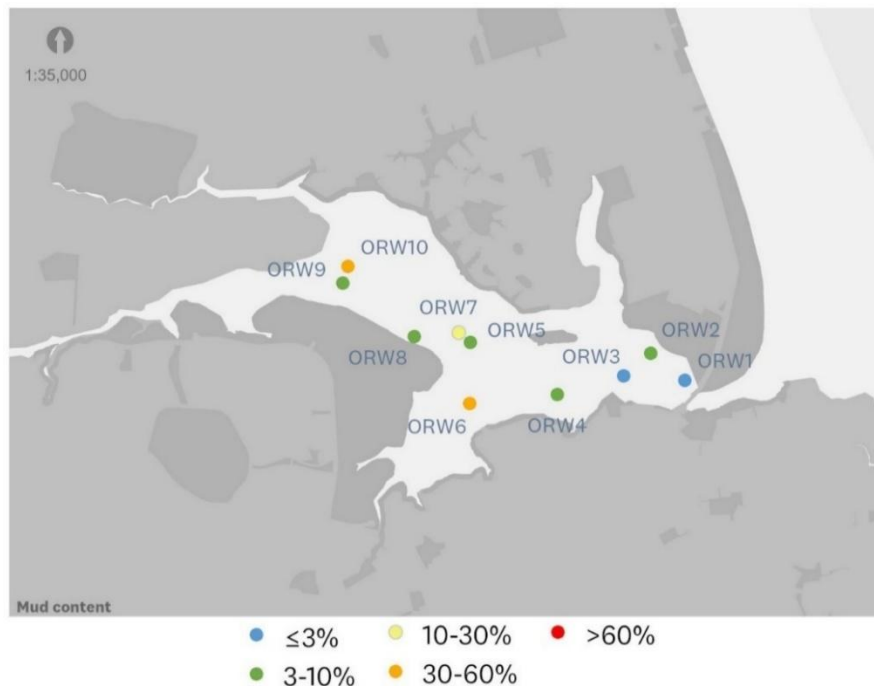 1:35,000
ORW10
ORW9
ORW7
ORW5
ORW8
ORW2
ORW3
ORW1
ORW6
ORW4
Mud content
≤3% 10-30% >60%
3-10% 30-60%